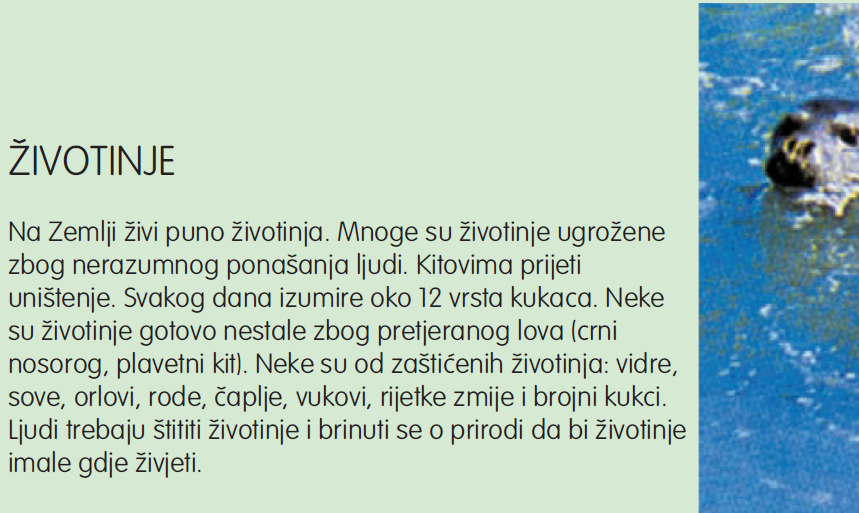 ŽIVOTINJE
Na Zemlji živi puno životinja. Mnoge su životinje ugrožene
zbog nerazumnog ponašanja ljudi. Kitovima prijeti
uništenje. Svakog dana izumire oko 12 vrsta kukaca. Neke
su životinje gotovo nestale zbog pretjeranog lova (crni
nosorog, plavetni kit). Neke su od zaštićenih životinja: vidre,
sove, orlovi, rode, čaplje, vukovi, rijetke zmije i brojni kukci.
Ljudi trebaju štititi životinje i brinuti se o prirodi da bi životinje
imale gdje živjeti.